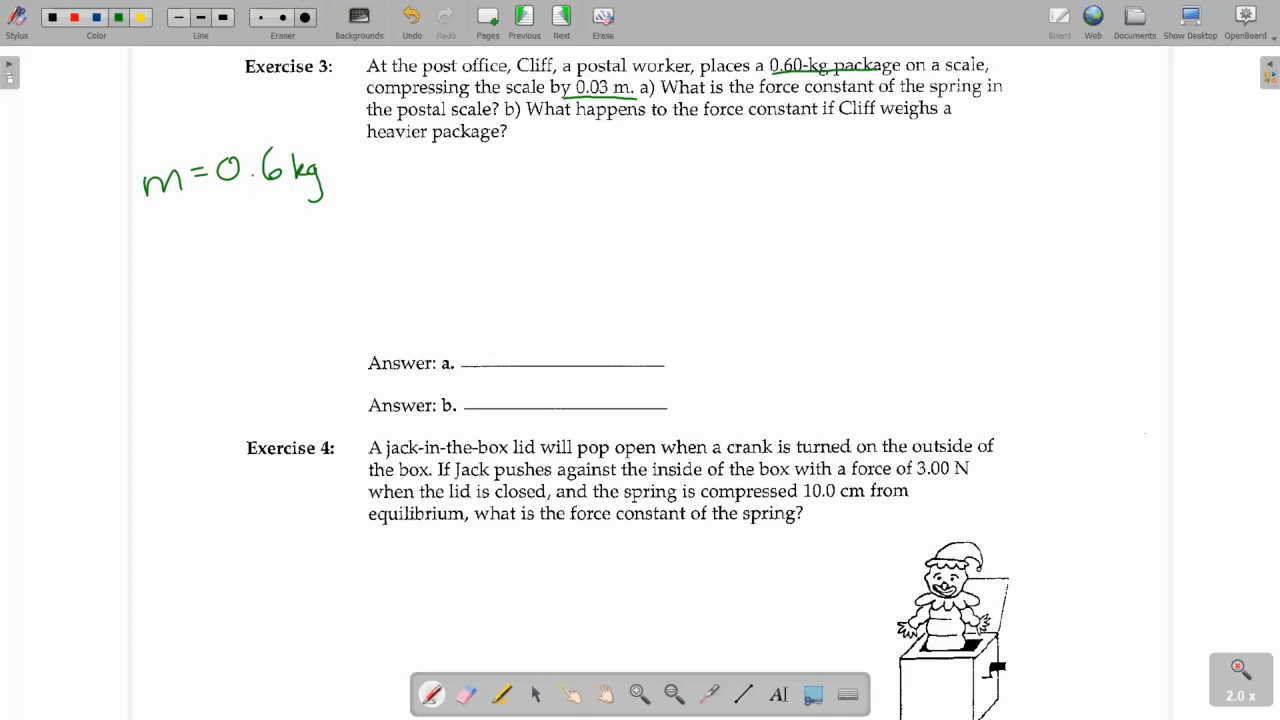 Stylus
Color
Line
Eraser
Backgrounds
Undo
Redo
Pages
Previous
Next
Erase
Board
Web
Documents
Show Desktop
OpenBoard
Exercise 3: At the post office, Cliff, a postal worker, places a 0.60-kg package on a scale,
compressing the scale by 0.03 m. a) What is the force constant of the spring in
the postal scale? b) What happens to the force constant if Cliff weighs a
heavier package?
m = 0.6 kg
Answer: a.
Answer: b.
Exercise 4: A jack-in-the-box lid will pop open when a crank is turned on the outside of
the box. If Jack pushes against the inside of the box with a force of 3.00 N
when the lid is closed, and the spring is compressed 10.0 cm from
equilibrium, what is the force constant of the spring?
AI
2.0 x